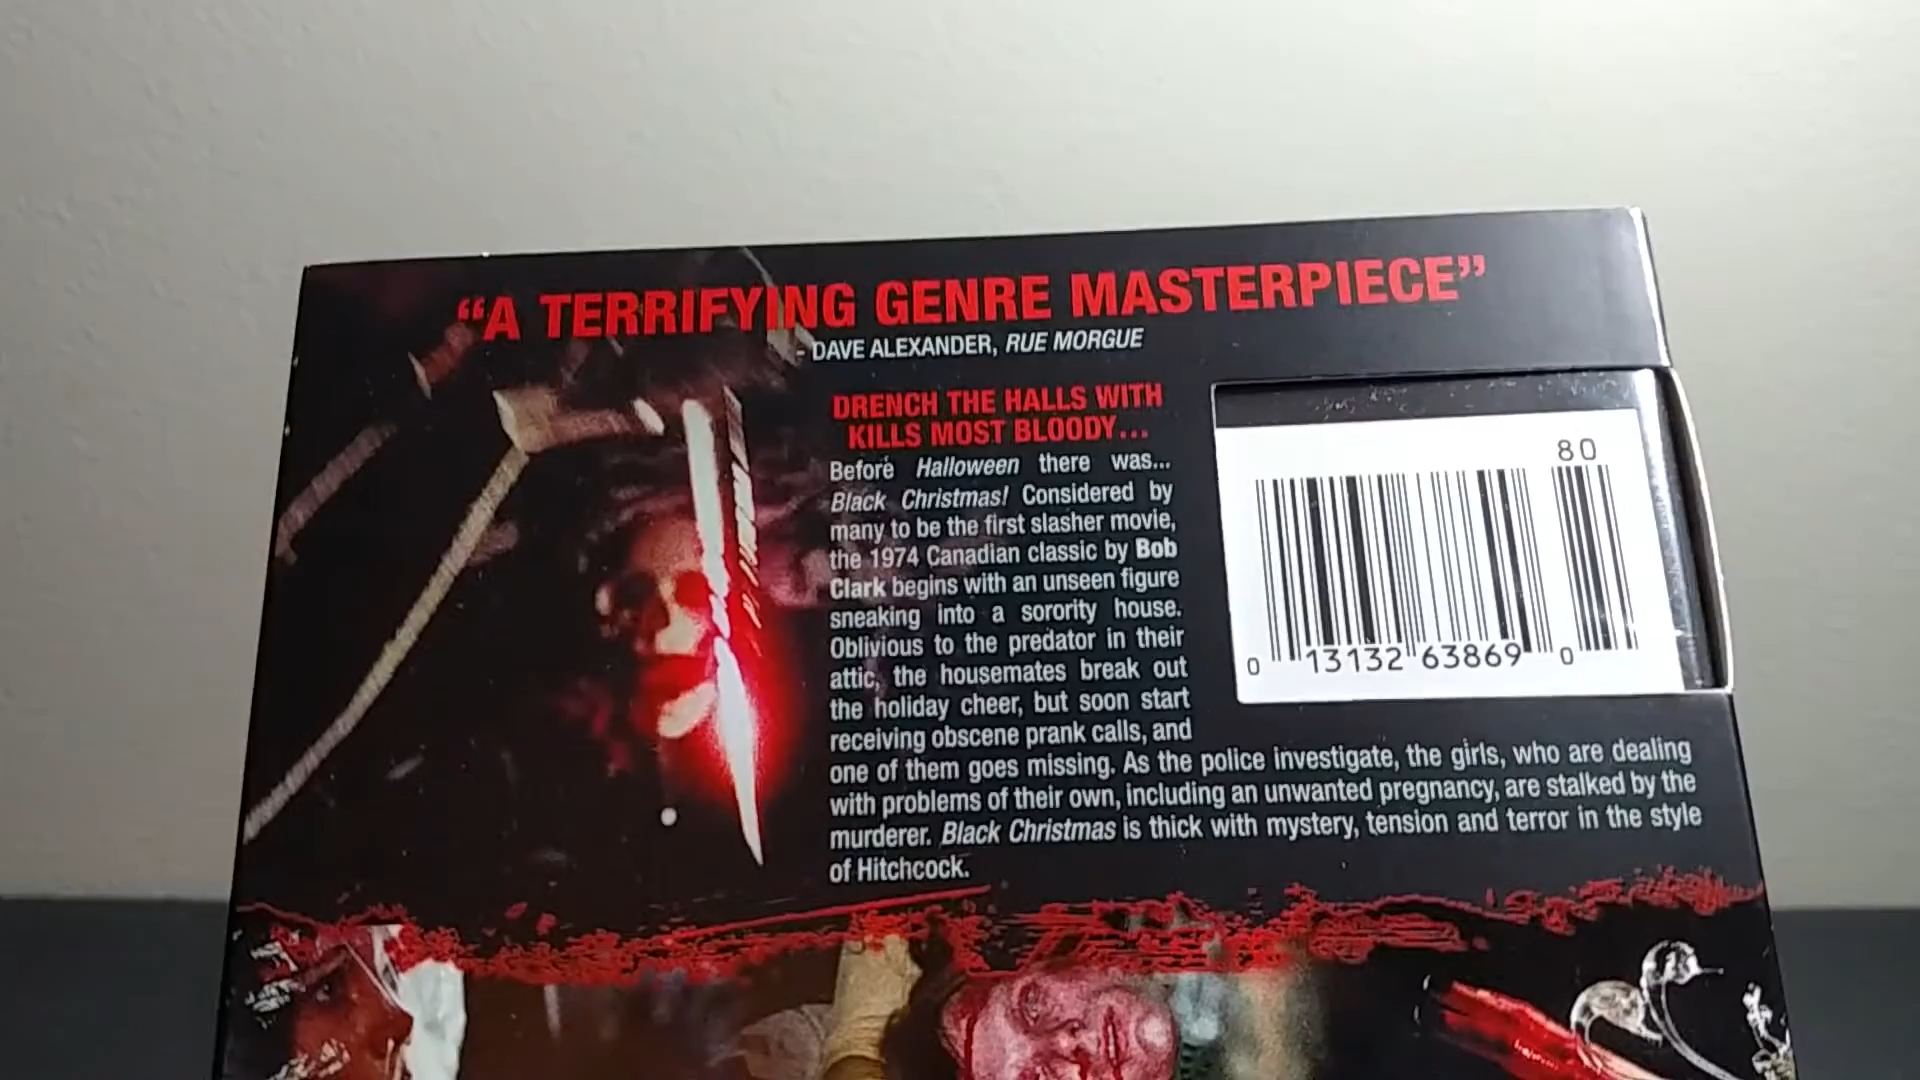 “A TERRIFYING GENRE MASTERPIECE”
- DAVE ALEXANDER, RUE MORGUE
DRENCH THE HALLS WITH
KILLS MOST BLOODY...
Before Halloween there was...
Black Christmas! Considered by
many to be the first slasher movie,
the 1974 Canadian classic by Bob
Clark begins with an unseen figure
sneaking into a sorority house.
Oblivious to the predator in their
attic, the housemates break out
the holiday cheer, but soon start
receiving obscene prank calls, and
one of them goes missing. As the police investigate, the girls, who are dealing
with problems of their own, including an unwanted pregnancy, are stalked by the
murderer. Black Christmas is thick with mystery, tension and terror in the style
of Hitchcock.
80
0 13132 63869 0